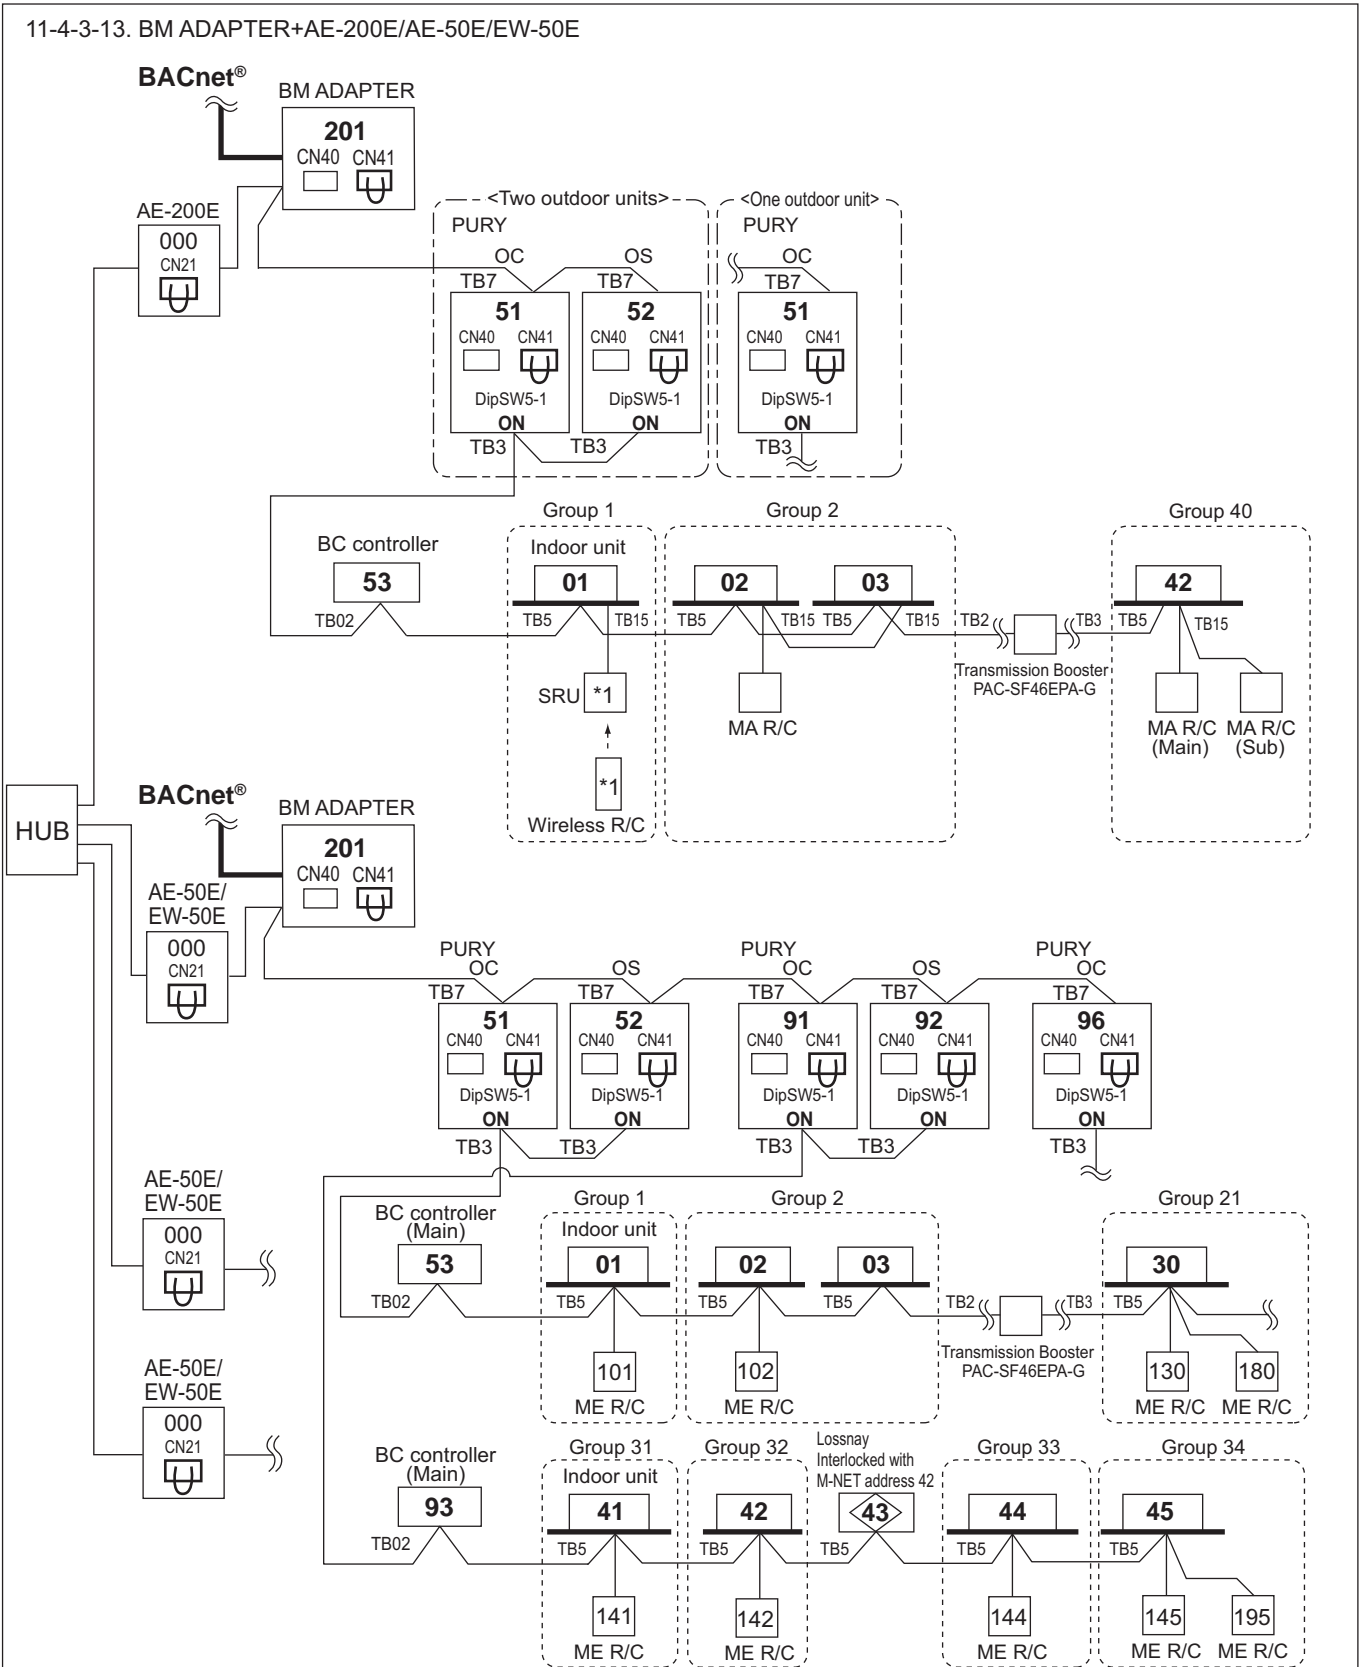 11-4-3-13. BM ADAPTER+AE-200E/AE-50E/EW-50E
BACnet®
BM ADAPTER
201
CN40 CN41
AE-200E
000
CN21
<Two outdoor units>
<One outdoor unit>
PURY
PURY
OC
OS
OC
TB7
TB7
TB7
51
52
51
CN40 CN41
CN40 CN41
CN40 CN41
DipSW5-1
DipSW5-1
DipSW5-1
ON
ON
ON
TB3
TB3
TB3
Group 1
Group 2
Group 40
BC controller
Indoor unit
53
01
02
03
42
TB02
TB5
TB15
TB5
TB15
TB5
TB15
TB2
TB3
TB5
TB15
Transmission Booster
PAC-SF46EPA-G
SRU
*1
MA R/C
MA R/C
(Main)
MA R/C
(Sub)
*1
Wireless R/C
HUB
BACnet®
BM ADAPTER
201
CN40 CN41
AE-50E/
EW-50E
000
CN21
PURY
PURY
PURY
OC
OS
OC
OS
OC
TB7
TB7
TB7
TB7
TB7
51
52
91
92
96
CN40 CN41
CN40 CN41
CN40 CN41
CN40 CN41
CN40 CN41
DipSW5-1
DipSW5-1
DipSW5-1
DipSW5-1
DipSW5-1
ON
ON
ON
ON
ON
TB3
TB3
TB3
TB3
TB3
AE-50E/
EW-50E
000
CN21
BC controller
(Main)
53
TB02
Group 1
Group 2
Group 21
Indoor unit
01
02
03
30
TB5
TB5
TB5
TB2
TB3
TB5
Transmission Booster
PAC-SF46EPA-G
101
102
130
180
ME R/C
ME R/C
ME R/C
ME R/C
AE-50E/
EW-50E
000
CN21
BC controller
(Main)
93
TB02
Group 31
Group 32
Lossnay
Interlocked with
M-NET address 42
Group 33
Group 34
Indoor unit
41
42
43
44
45
TB5
TB5
TB5
TB5
TB5
141
142
144
145
195
ME R/C
ME R/C
ME R/C
ME R/C
ME R/C